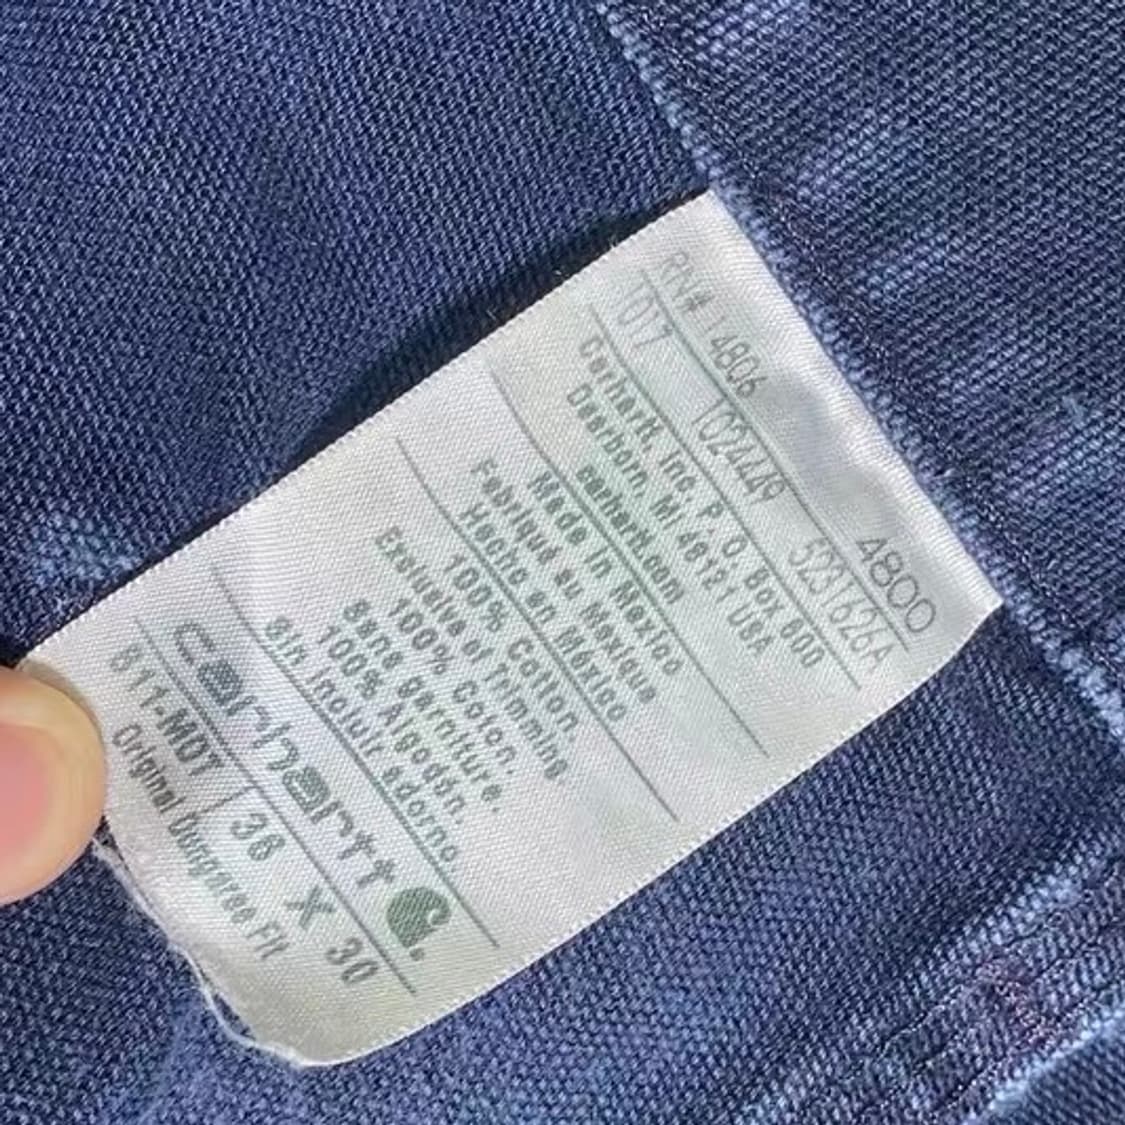 carhartt
B11-MDT 38 X 30
Original Dungaree Fit
100% Cotton
Exclusive of Trimming
100% Coton.
Sans garniture.
100% Algodón.
sin incluir adorno.
Made in Mexico
Fabriqué au Mexique
Hecho en México
Carhartt, Inc. P. O. Box 600
Dearborn, MI 48121 USA
carhartt.com
1017 102449 5231626A
RN# 14806 4800